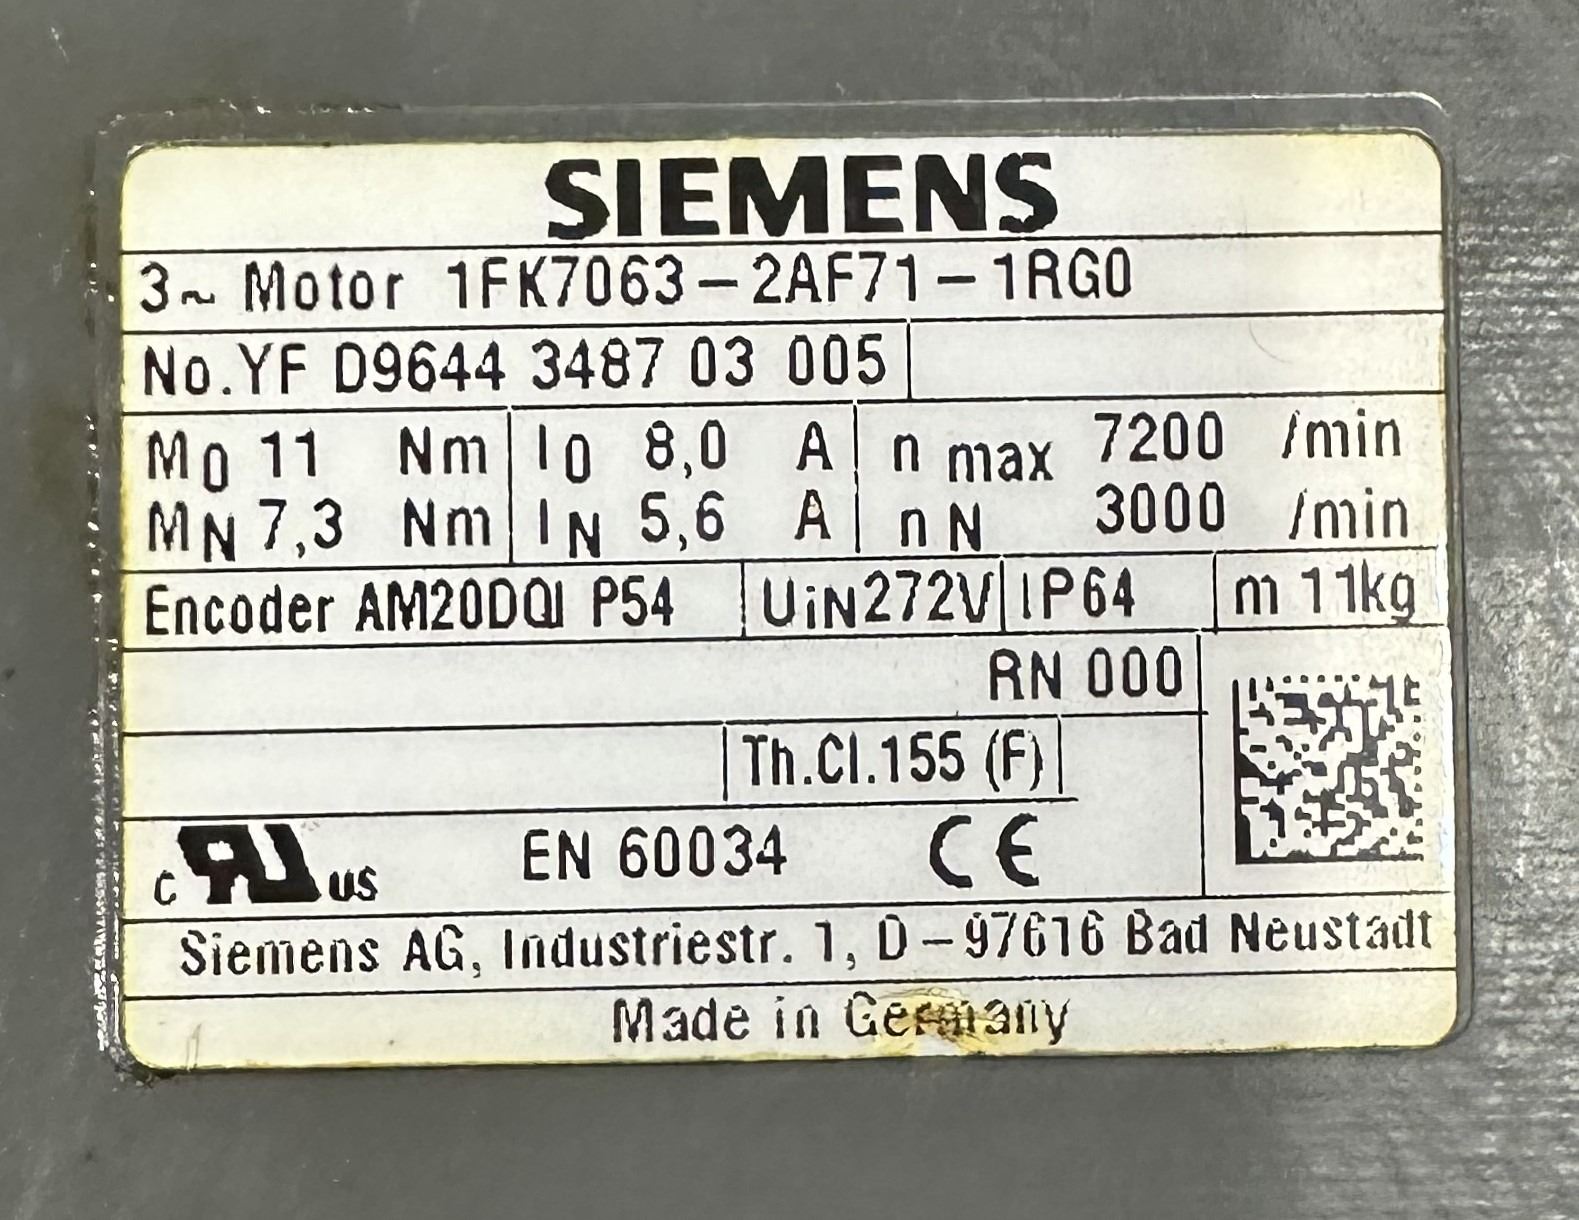 SIEMENS
3~ Motor 1FK7063-2AF71-1RG0
No.YF D9644 3487 03 005
M0 11 Nm I0 8,0 A n max 7200 /min
MN 7,3 Nm IN 5,6 A n N 3000 /min
Encoder AM20DQI P54 UiN272V IP64 m 11kg
RN 000
Th.Cl.155 (F)
c RU US EN 60034 CE
Siemens AG, Industriestr. 1, D-97616 Bad Neustadt
Made in Germany